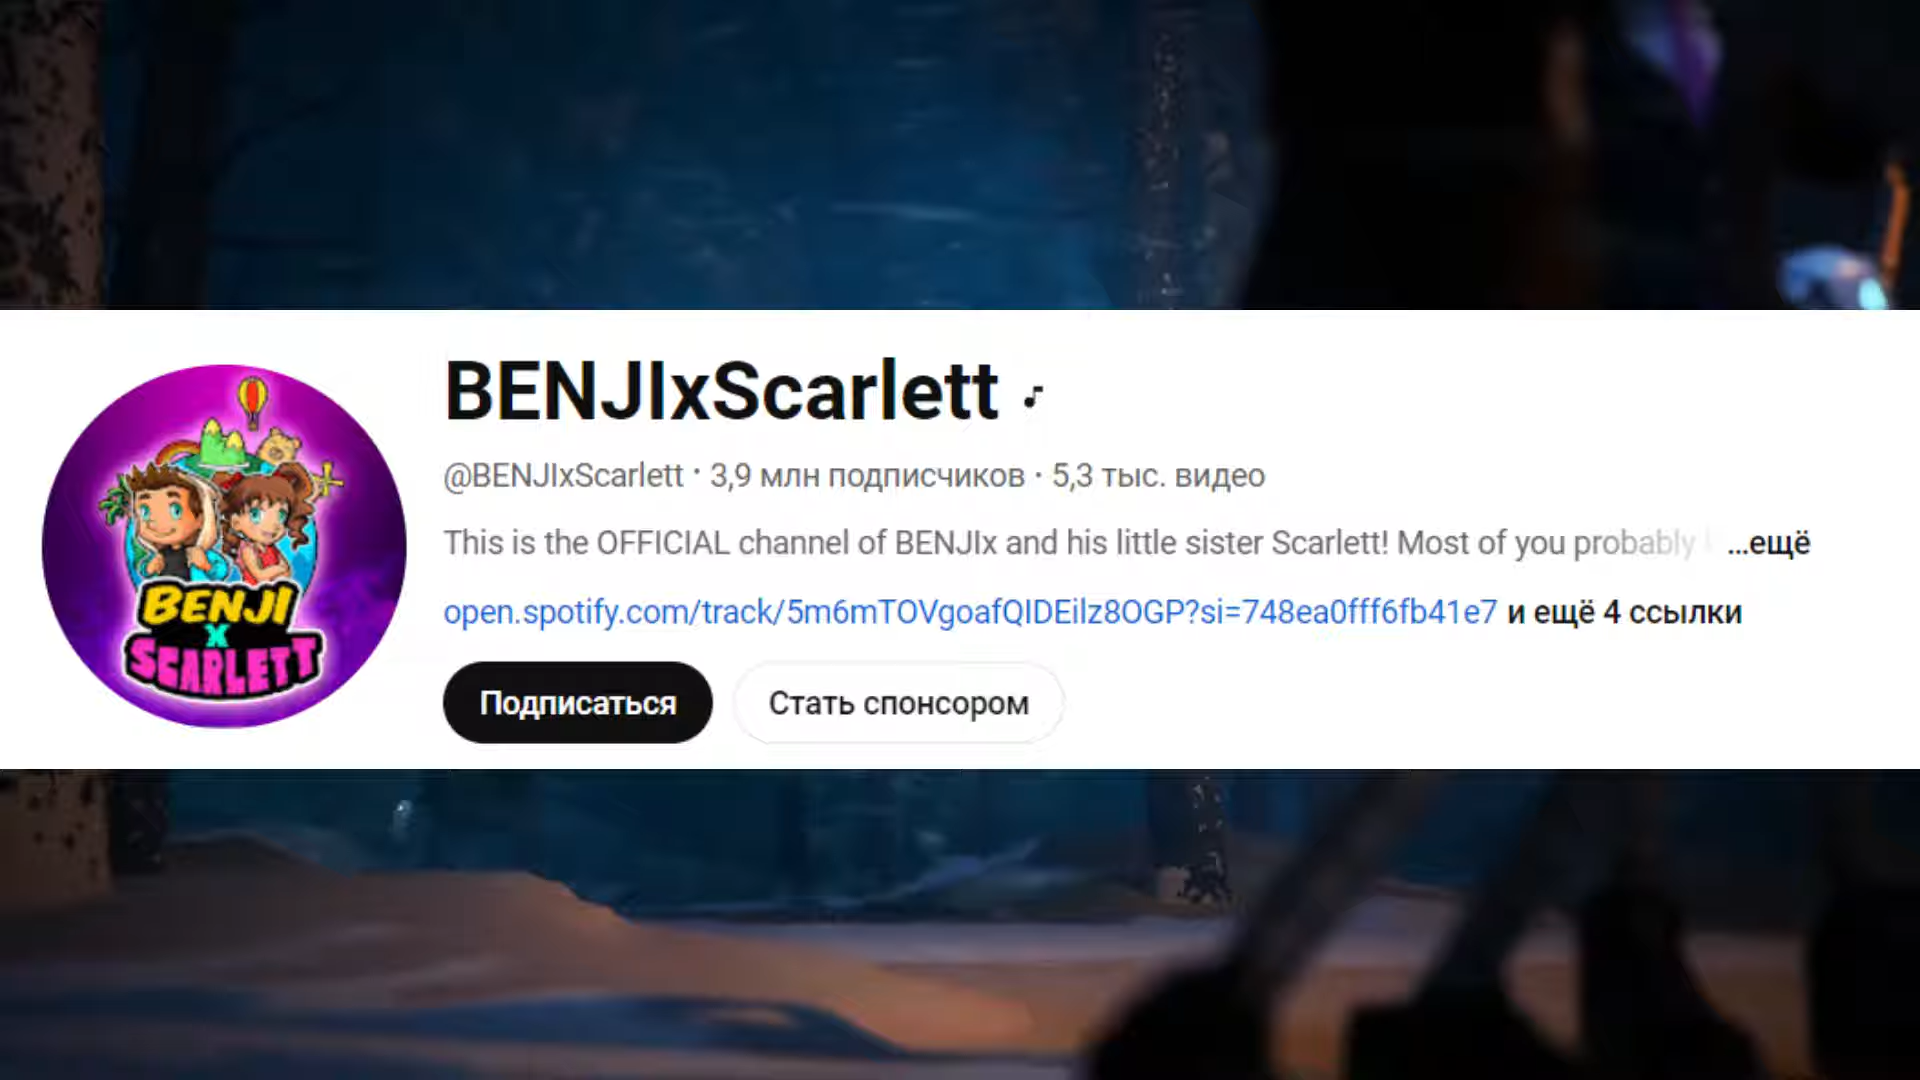 BENJIxScarlett
@BENJIxScarlett · 3,9 млн подписчиков · 5,3 тыс. видео
This is the OFFICIAL channel of BENJIx and his little sister Scarlett! Most of you probably ...ещё
open.spotify.com/track/5m6mTOVgoafQIDEilz8OGP?si=748ea0fff6fb41e7 и ещё 4 ссылки
BENJI
X
SCARLETT
Подписаться
Стать спонсором